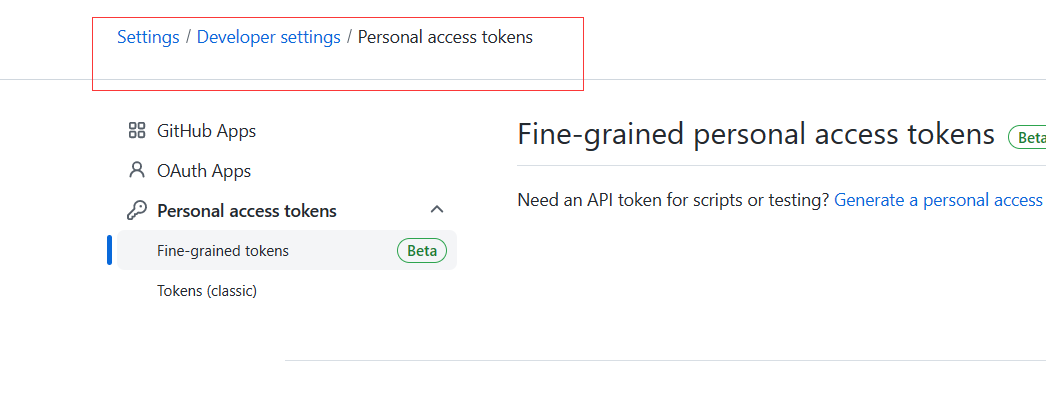 Settings / Developer settings / Personal access tokens
GitHub Apps
OAuth Apps
Personal access tokens
Fine-grained tokens Beta
Tokens (classic)
Fine-grained personal access tokens Beta
Need an API token for scripts or testing? Generate a personal access